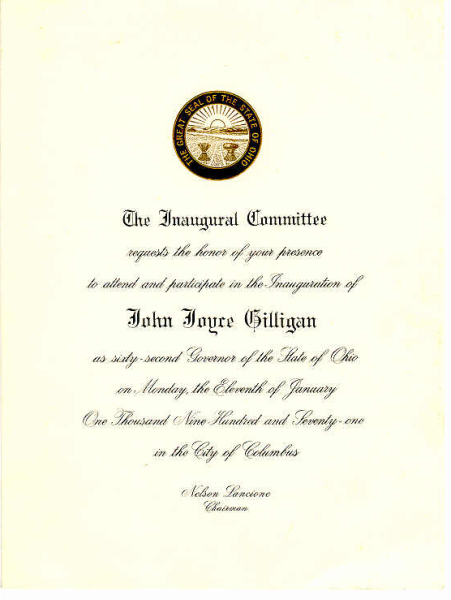 THE GREAT SEAL OF THE STATE OF OHIO
The Inaugural Committee
requests the honor of your presence
to attend and participate in the Inauguration of
John Joyce Gilligan
as sixty-second Governor of the State of Ohio
on Monday, the Eleventh of January
One Thousand Nine Hundred and Seventy-one
in the City of Columbus
Nelson Lancione
Chairman